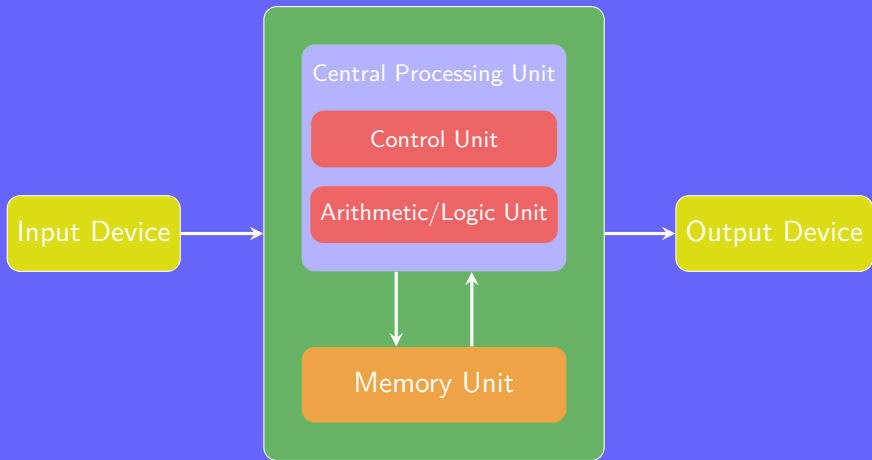 Central Processing Unit
Control Unit
Arithmetic/Logic Unit
Input Device
Output Device
Memory Unit